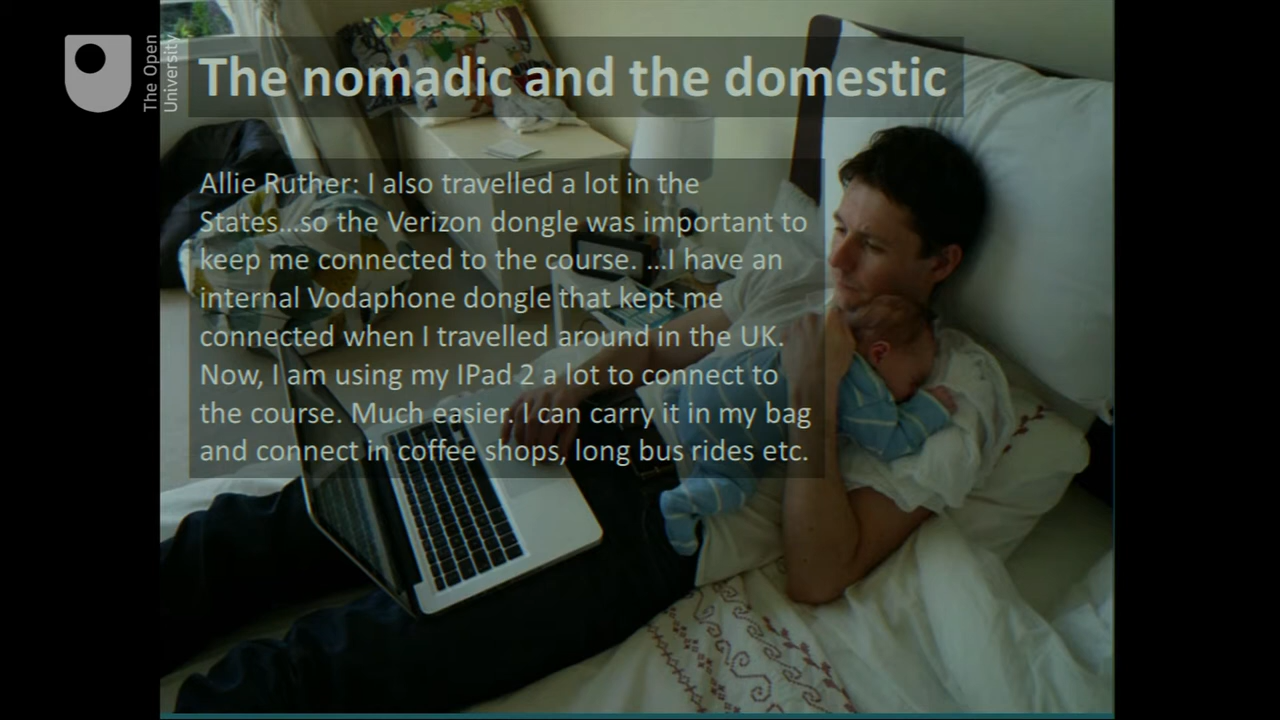 The Open
University
The nomadic and the domestic
Allie Ruther: I also travelled a lot in the
States...so the Verizon dongle was important to
keep me connected to the course. ...I have an
internal Vodaphone dongle that kept me
connected when I travelled around in the UK.
Now, I am using my IPad 2 a lot to connect to
the course. Much easier. I can carry it in my bag
and connect in coffee shops, long bus rides etc.